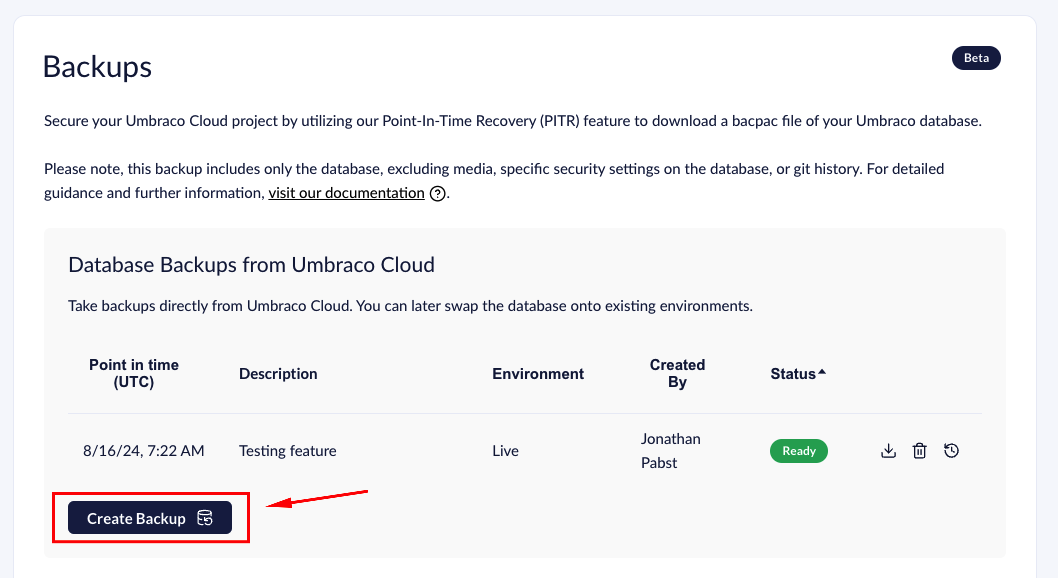 Backups
Beta
Secure your Umbraco Cloud project by utilizing our Point-In-Time Recovery (PITR) feature to download a bacpac file of your Umbraco database.
Please note, this backup includes only the database, excluding media, specific security settings on the database, or git history. For detailed
guidance and further information, visit our documentation ?.
Database Backups from Umbraco Cloud
Take backups directly from Umbraco Cloud. You can later swap the database onto existing environments.
Point in time
(UTC)
Description
Environment
Created
By
Status
8/16/24, 7:22 AM
Testing feature
Live
Jonathan
Pabst
Ready
Create Backup